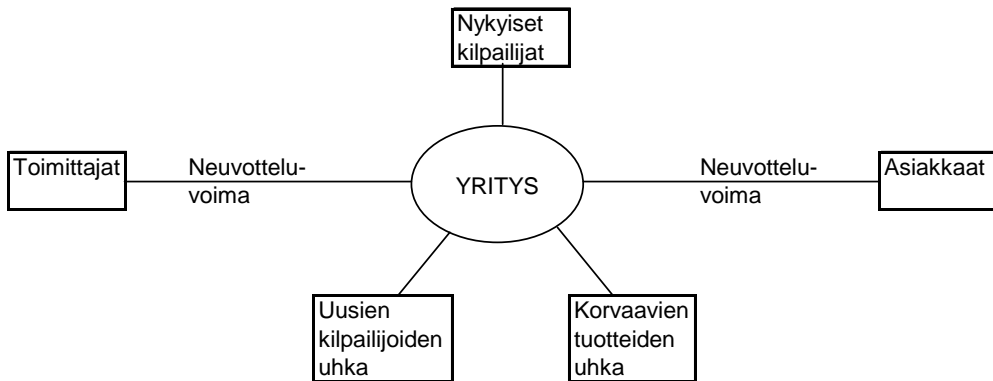 Nykyiset
kilpailijat
Toimittajat
Neuvottelu-
voima
YRITYS
Neuvottelu-
voima
Asiakkaat
Uusien
kilpailijoiden
uhka
Korvaavien
tuotteiden
uhka